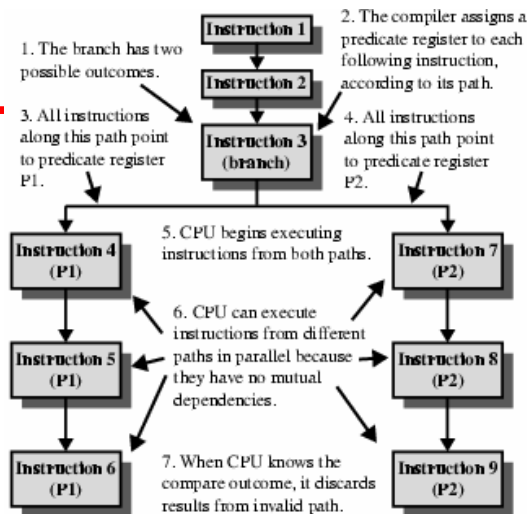 Instruction 1
2. The compiler assigns a
predicate register to each
following instruction,
according to its path.
1. The branch has two
possible outcomes.
Instruction 2
3. All instructions
along this path point
to predicate register
P1.
Instruction 3
(branch)
4. All instructions
along this path point
to predicate register
P2.
Instruction 4
(P1)
5. CPU begins executing
instructions from both paths.
Instruction 7
(P2)
6. CPU can execute
instructions from different
paths in parallel because
they have no mutual
dependencies.
Instruction 5
(P1)
Instruction 8
(P2)
Instruction 6
(P1)
7. When CPU knows the
compare outcome, it discards
results from invalid path.
Instruction 9
(P2)